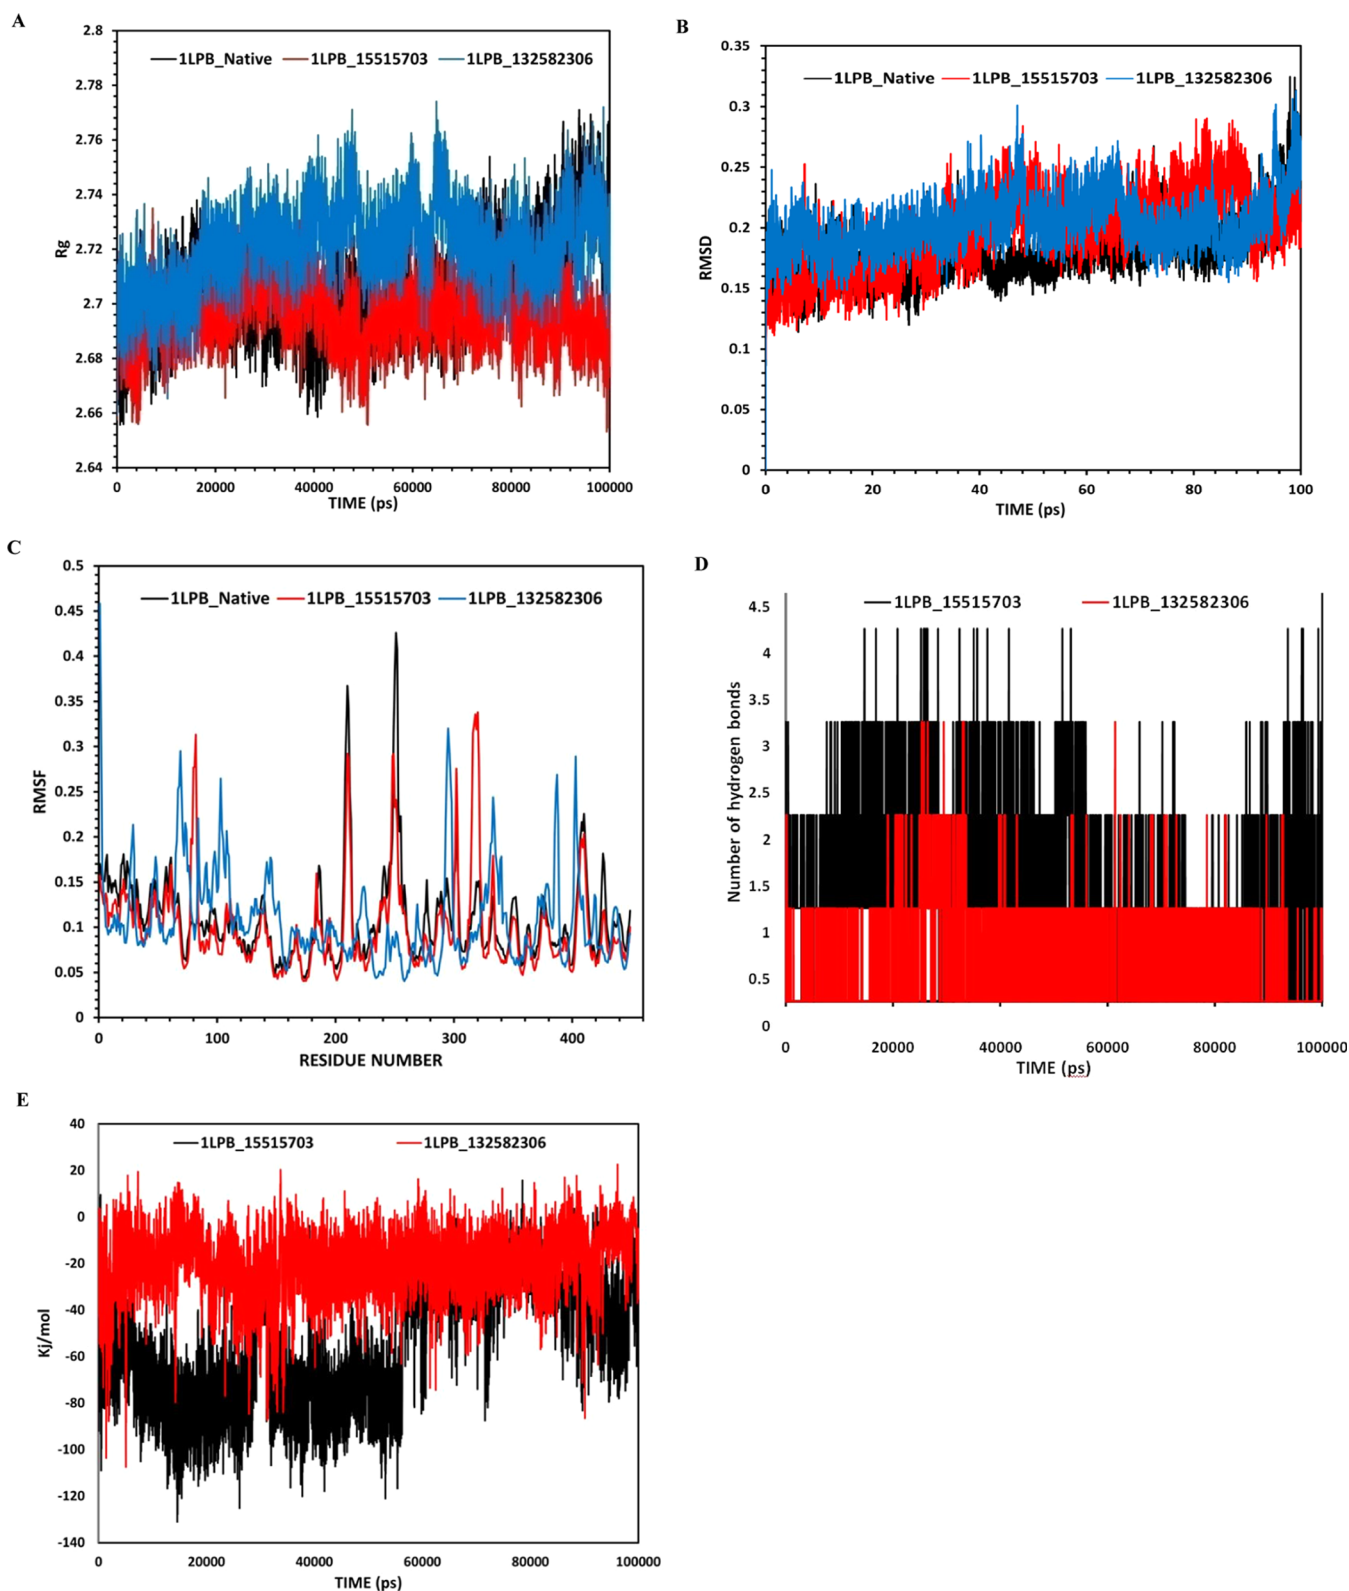 A
2.8
1LPB_Native 1LPB_15515703 1LPB_132582306
2.78
2.76
2.74
2.72
2.7
2.68
2.66
2.64
Rg
0 20000 40000 60000 80000 100000
TIME (ps)
B
0.35
1LPB_Native 1LPB_15515703 1LPB_132582306
0.3
0.25
0.2
0.15
0.1
0.05
0
RMSD
0 20 40 60 80 100
TIME (ps)
C
0.5
1LPB_Native 1LPB_15515703 1LPB_132582306
0.45
0.4
0.35
0.3
0.25
0.2
0.15
0.1
0.05
0
RMSF
0 100 200 300 400
RESIDUE NUMBER
D
4.5
1LPB_15515703 1LPB_132582306
4
3.5
3
2.5
2
1.5
1
0.5
0
Number of hydrogen bonds
0 20000 40000 60000 80000 100000
TIME (ps)
E
40
1LPB_15515703 1LPB_132582306
20
0
-20
-40
-60
-80
-100
-120
-140
Kj/mol
0 20000 40000 60000 80000 100000
TIME (ps)